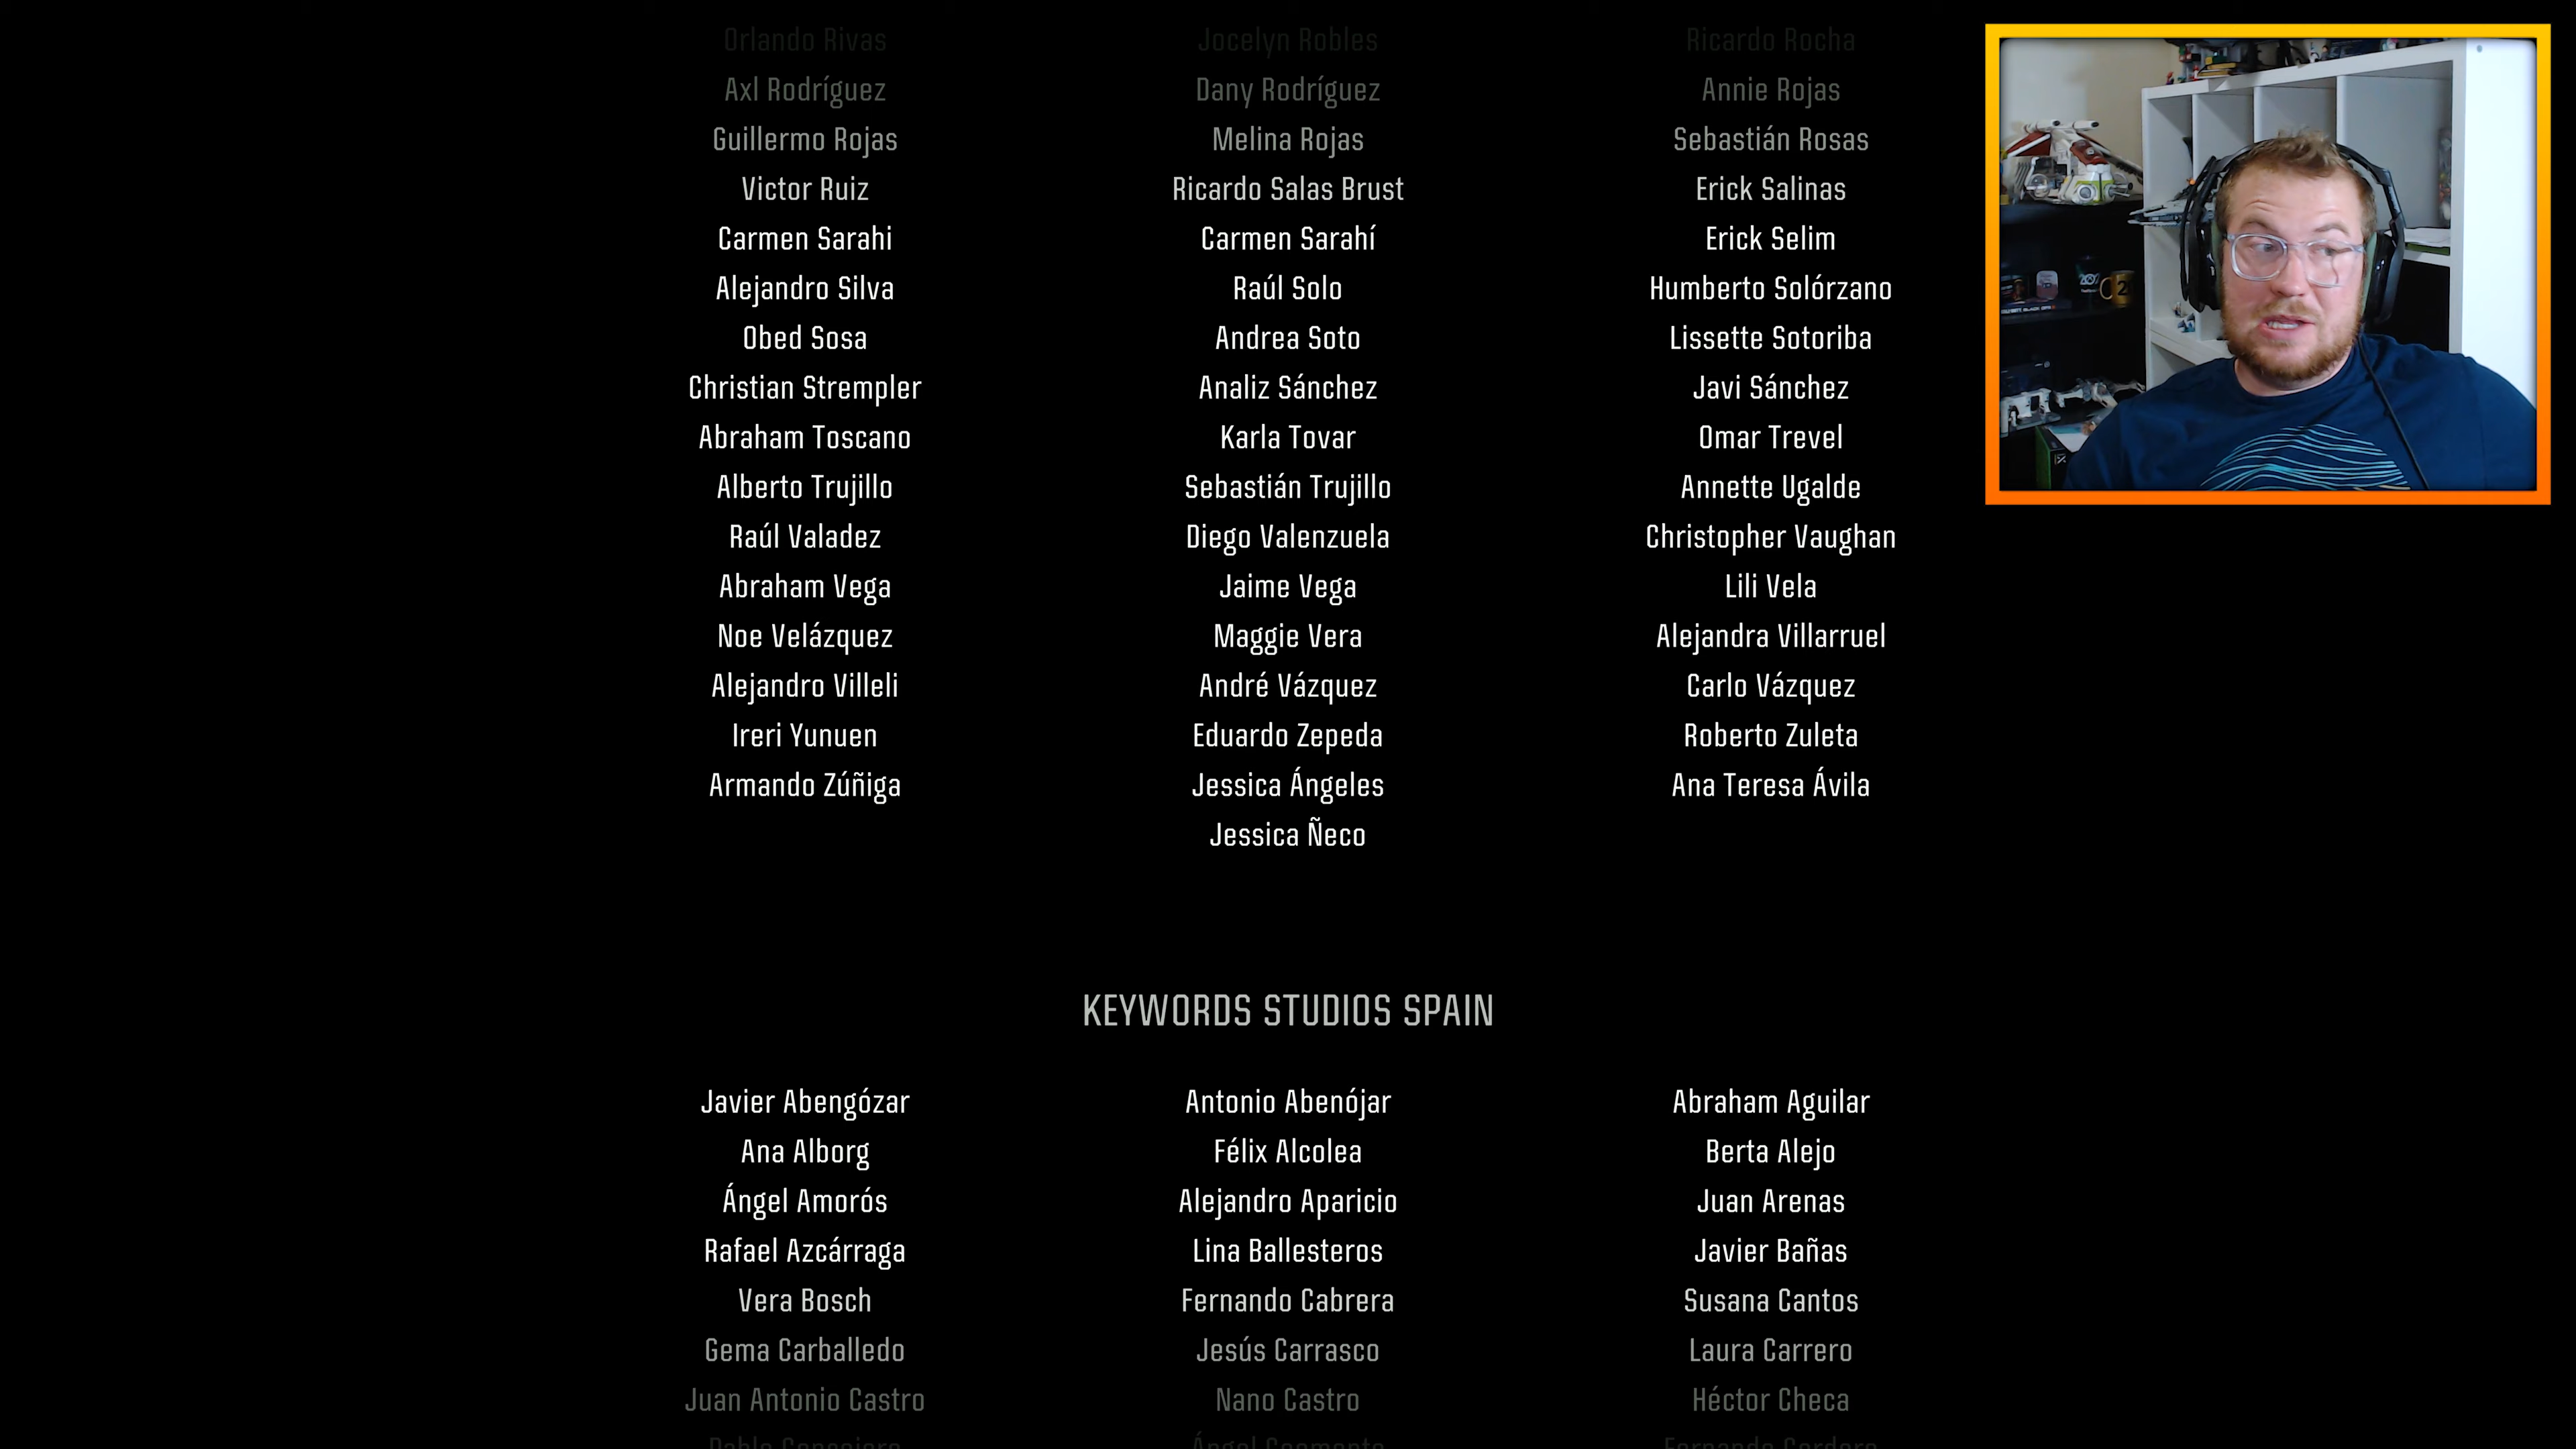 Orlando Rivas Jocelyn Robles Ricardo Rocha
Axl Rodríguez Dany Rodríguez Annie Rojas
Guillermo Rojas Melina Rojas Sebastián Rosas
Victor Ruiz Ricardo Salas Brust Erick Salinas
Carmen Sarahi Carmen Sarahí Erick Selim
Alejandro Silva Raúl Solo Humberto Solórzano
Obed Sosa Andrea Soto Lissette Sotoriba
Christian Strempler Analiz Sánchez Javi Sánchez
Abraham Toscano Karla Tovar Omar Trevel
Alberto Trujillo Sebastián Trujillo Annette Ugalde
Raúl Valadez Diego Valenzuela Christopher Vaughan
Abraham Vega Jaime Vega Lili Vela
Noe Velázquez Maggie Vera Alejandra Villarruel
Alejandro Villeli André Vázquez Carlo Vázquez
Ireri Yunuen Eduardo Zepeda Roberto Zuleta
Armando Zúñiga Jessica Ángeles Ana Teresa Ávila
Jessica Ñeco
KEYWORDS STUDIOS SPAIN
Javier Abengózar Antonio Abenójar Abraham Aguilar
Ana Alborg Félix Alcolea Berta Alejo
Ángel Amorós Alejandro Aparicio Juan Arenas
Rafael Azcárraga Lina Ballesteros Javier Bañas
Vera Bosch Fernando Cabrera Susana Cantos
Gema Carballedo Jesús Carrasco Laura Carrero
Juan Antonio Castro Nano Castro Héctor Checa